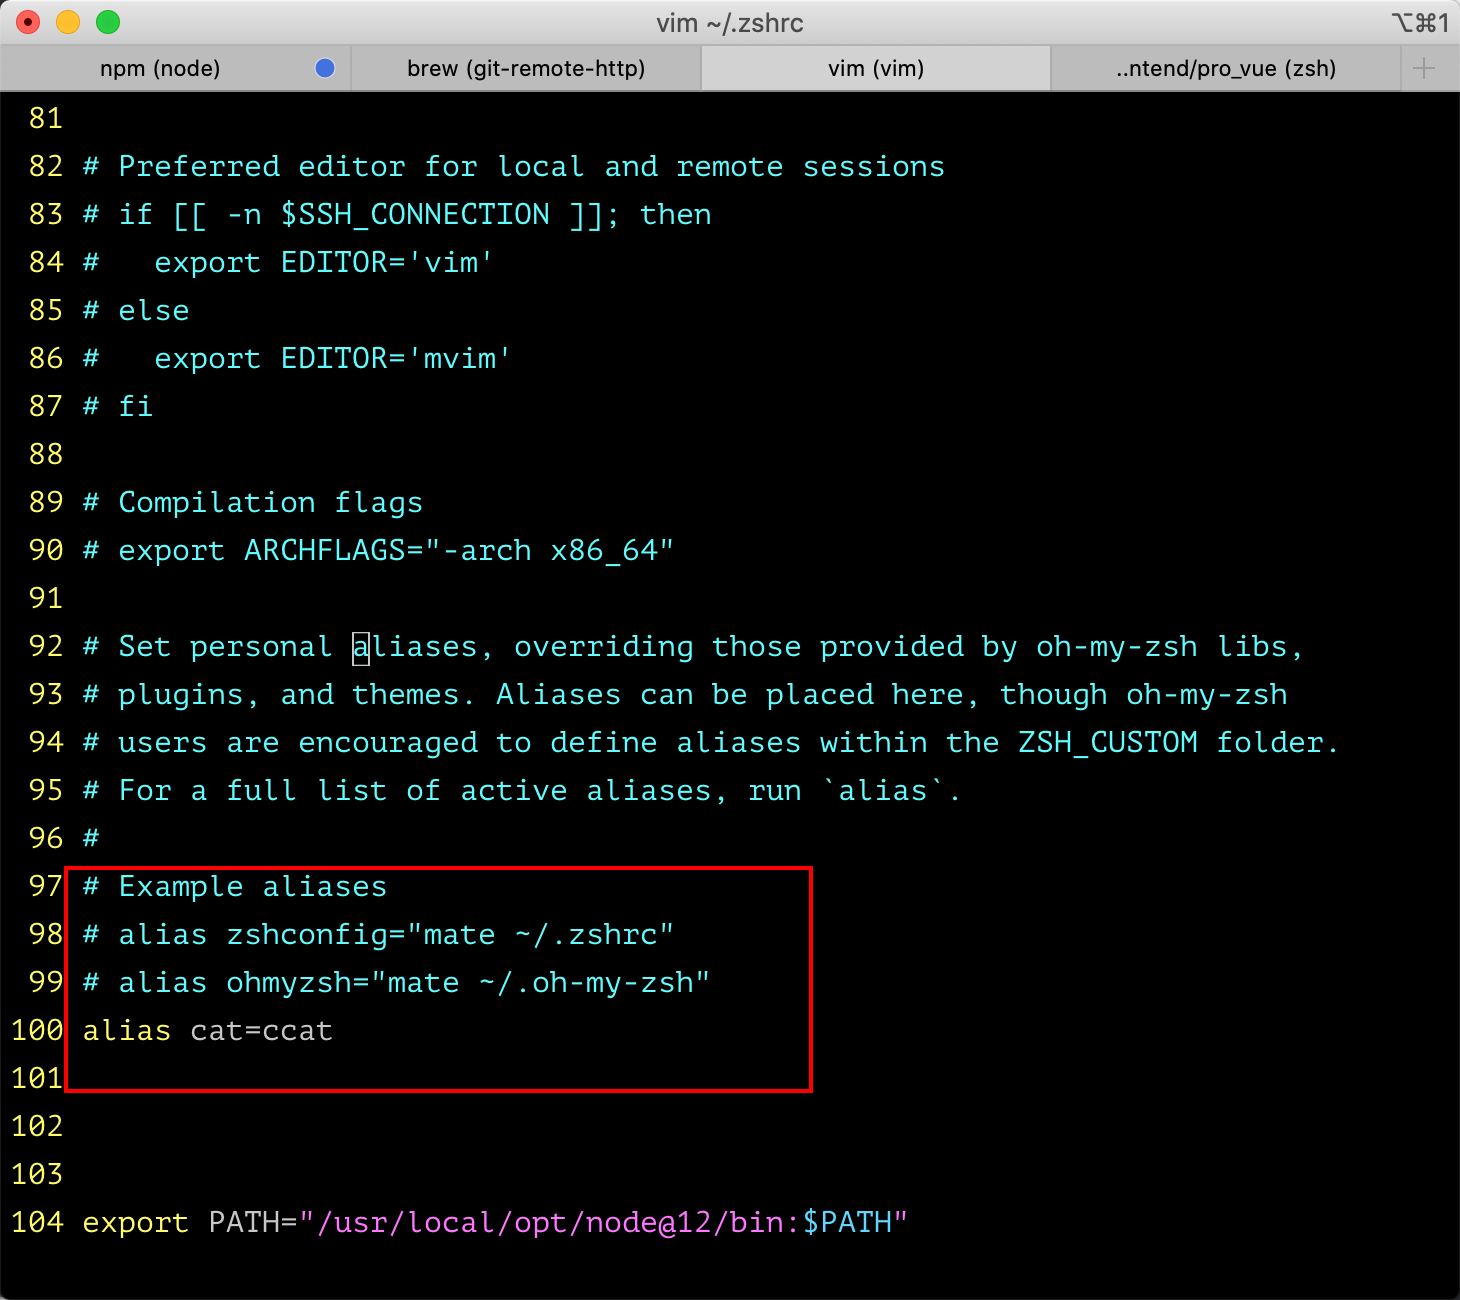 vim ~/.zshrc
⌥⌘1
npm (node)
brew (git-remote-http)
vim (vim)
..ntend/pro_vue (zsh)
81
82 # Preferred editor for local and remote sessions
83 # if [[ -n $SSH_CONNECTION ]]; then
84 #   export EDITOR='vim'
85 # else
86 #   export EDITOR='mvim'
87 # fi
88
89 # Compilation flags
90 # export ARCHFLAGS="-arch x86_64"
91
92 # Set personal aliases, overriding those provided by oh-my-zsh libs,
93 # plugins, and themes. Aliases can be placed here, though oh-my-zsh
94 # users are encouraged to define aliases within the ZSH_CUSTOM folder.
95 # For a full list of active aliases, run `alias`.
96 #
97 # Example aliases
98 # alias zshconfig="mate ~/.zshrc"
99 # alias ohmyzsh="mate ~/.oh-my-zsh"
100 alias cat=ccat
101
102
103
104 export PATH="/usr/local/opt/node@12/bin:$PATH"